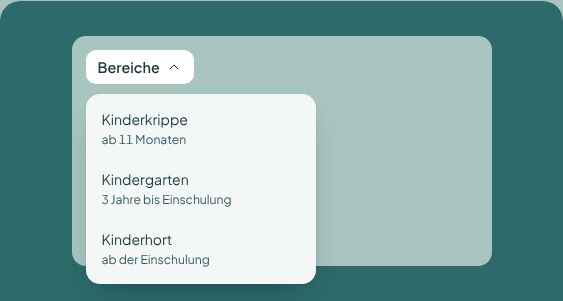 Bereiche
Kinderkrippe
ab 11 Monaten
Kindergarten
3 Jahre bis Einschulung
Kinderhort
ab der Einschulung